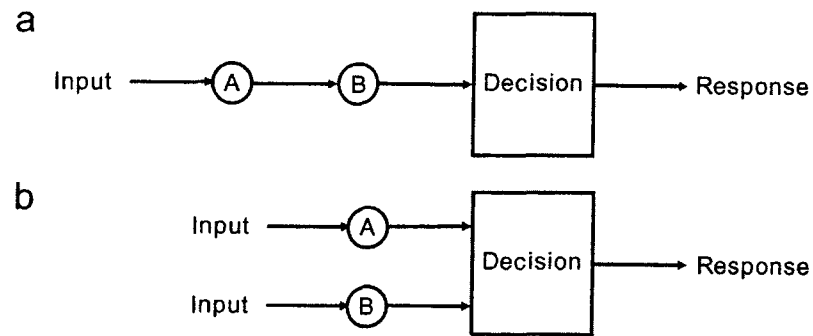 a
Input A B Decision Response
b
Input A
Decision Response
Input B